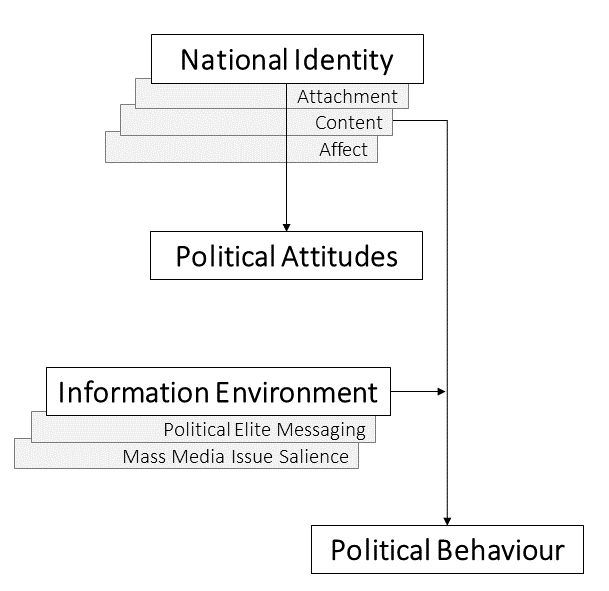 National Identity
Attachment
Content
Affect
Political Attitudes
Information Environment
Political Elite Messaging
Mass Media Issue Salience
Political Behaviour